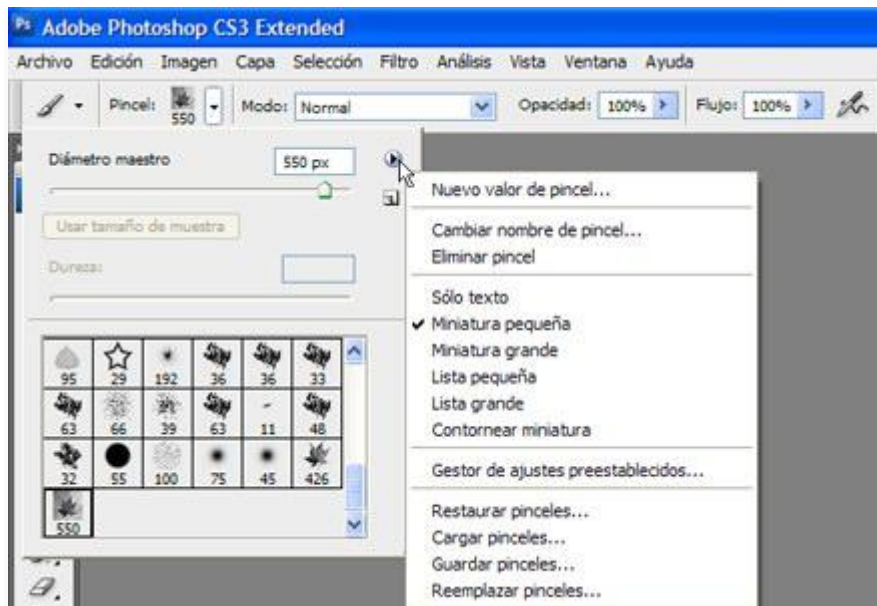 Ps Adobe Photoshop CS3 Extended
Archivo Edición Imagen Capa Selección Filtro Análisis Vista Ventana Ayuda
Pincel: 550 Modo: Normal Opacidad: 100% Flujo: 100%
Diámetro maestro 550 px
Usar tamaño de muestra
Dureza:
95 29 192 36 36 33
63 66 39 63 11 48
32 55 100 75 45 426
550
Nuevo valor de pincel...
Cambiar nombre de pincel...
Eliminar pincel
Sólo texto
Miniatura pequeña
Miniatura grande
Lista pequeña
Lista grande
Contornear miniatura
Gestor de ajustes preestablecidos...
Restaurar pinceles...
Cargar pinceles...
Guardar pinceles...
Reemplazar pinceles...